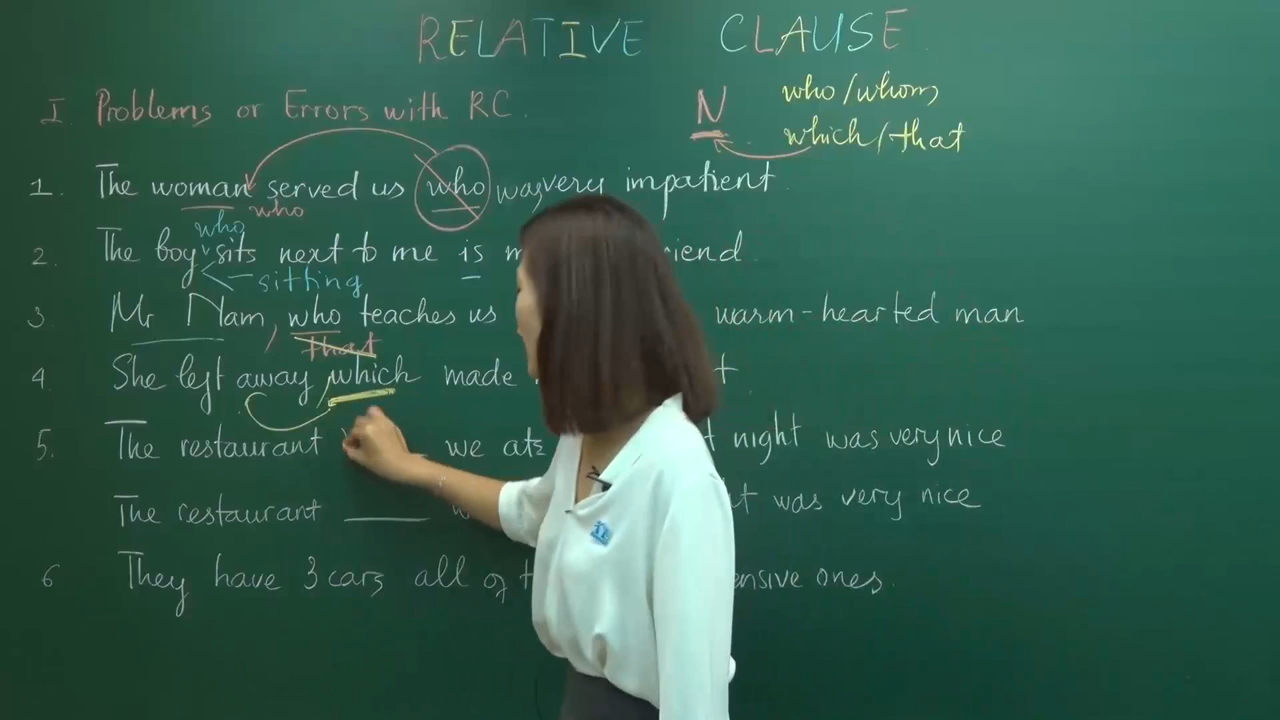 RELATIVE CLAUSE
I Problems or Errors with RC.
N who/whom,
which/that
1. The woman served us who was very impatient.
who
who
2. The boy sits next to me is
sitting
3 Mr Nam, who teaches us warm-hearted man
that
4. She left away, which made
5. The restaurant we ate night was very nice
The restaurant ____ was very nice
6 They have 3 cars all of ones.